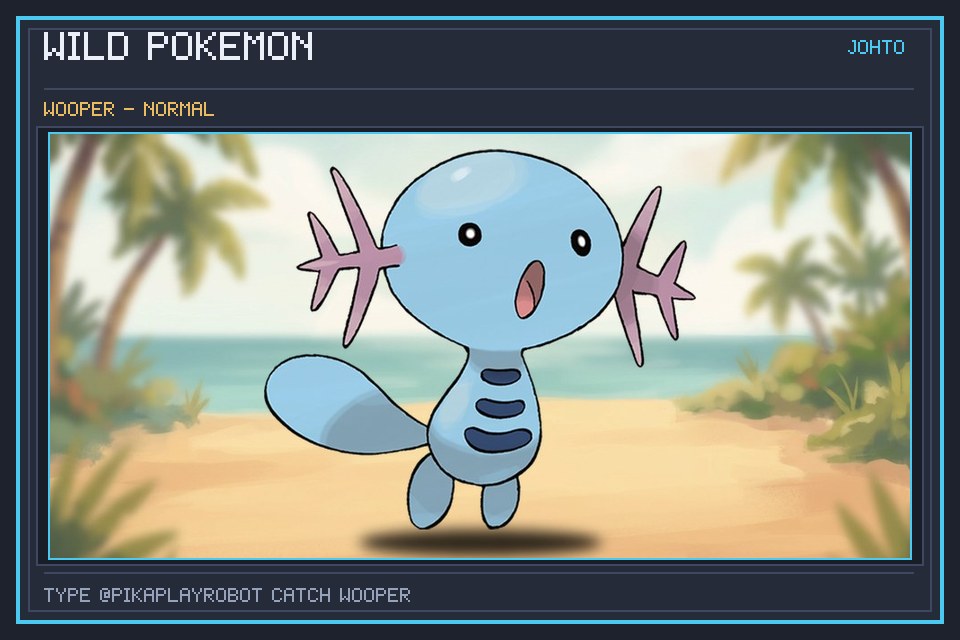 WILD POKEMON
JOHTO
WOOPER – NORMAL
TYPE @PIKAPLAYROBOT CATCH WOOPER